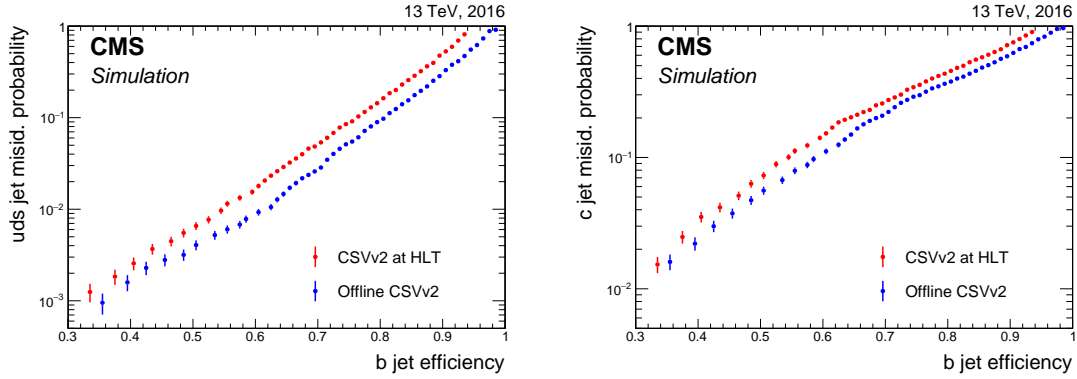 13 TeV, 2016
CMS
Simulation
uds jet misid. probability
1
10⁻¹
10⁻²
10⁻³
CSVv2 at HLT
Offline CSVv2
0.3 0.4 0.5 0.6 0.7 0.8 0.9 1
b jet efficiency
13 TeV, 2016
CMS
Simulation
c jet misid. probability
1
10⁻¹
10⁻²
CSVv2 at HLT
Offline CSVv2
0.3 0.4 0.5 0.6 0.7 0.8 0.9 1
b jet efficiency